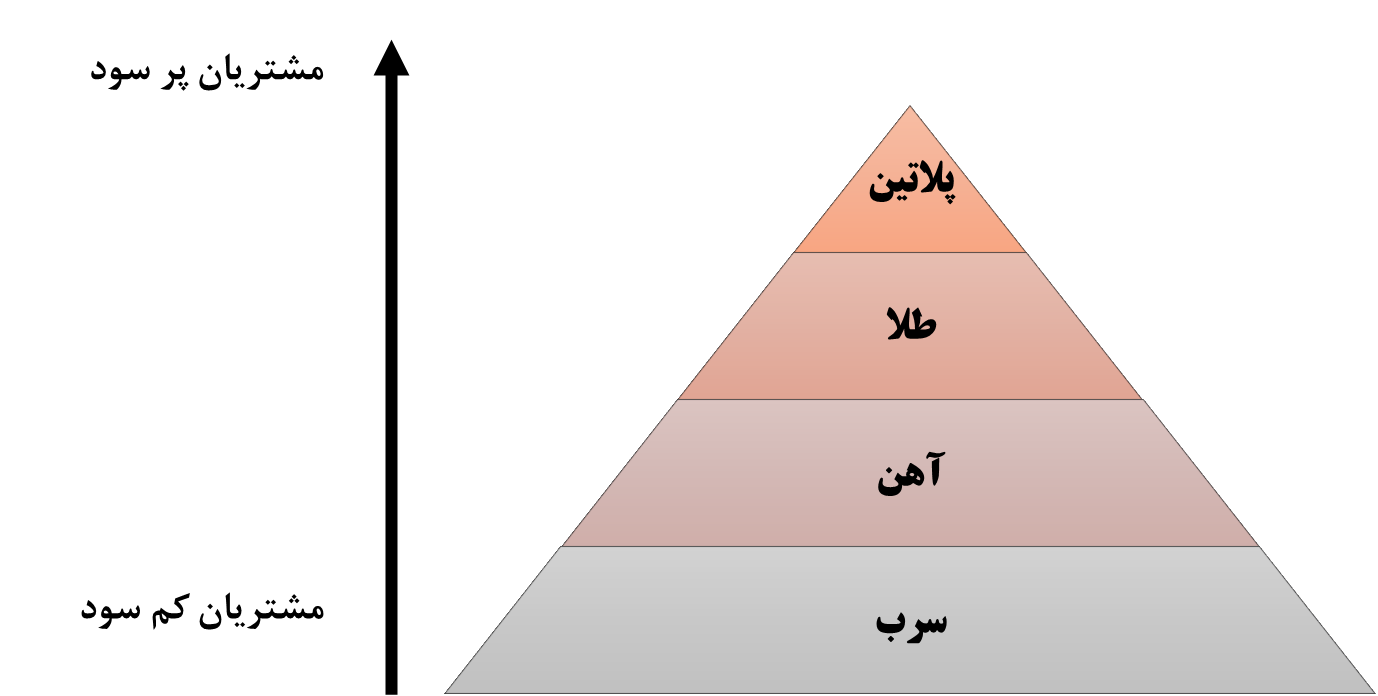 مشتریان پر سود
پلاتین
طلا
آهن
مشتریان کم سود
سرب